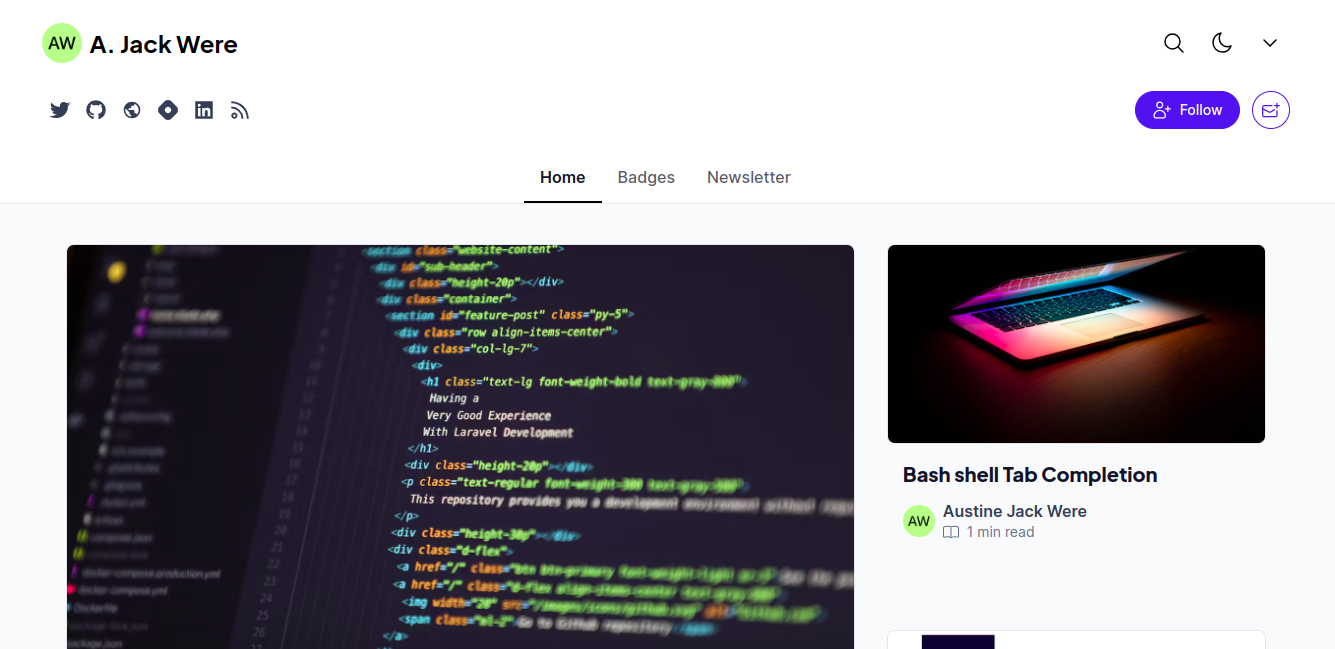 AW A. Jack Were
Follow
Home Badges Newsletter
<section class="website-content">
<div id="sub-header">
<div class="height-20p"></div>
<div class="container">
<section id="feature-post" class="py-5">
<div class="row align-items-center">
<div class="col-lg-7">
<div>
<h1 class="text-lg font-weight-bold text-gray-800">
Having a
Very Good Experience
With Laravel Development
</h1>
<div class="height-20p"></div>
<p class="text-regular font-weight-300 text-gray-500">
This repository provides you a development environment without
</p>
<div class="height-30p"></div>
<div class="d-flex">
<a href="/" class="btn btn-primary font-weight-light
<a href="/" class="d-flex align-items-center
<img width="20" src="/images/icons/github.svg"
<span class="ml-2">Go to Github repository</span>
</a>
docker-compose.production.yml
docker-compose.yml
Dockerfile
package.json
Bash shell Tab Completion
AW Austine Jack Were
1 min read